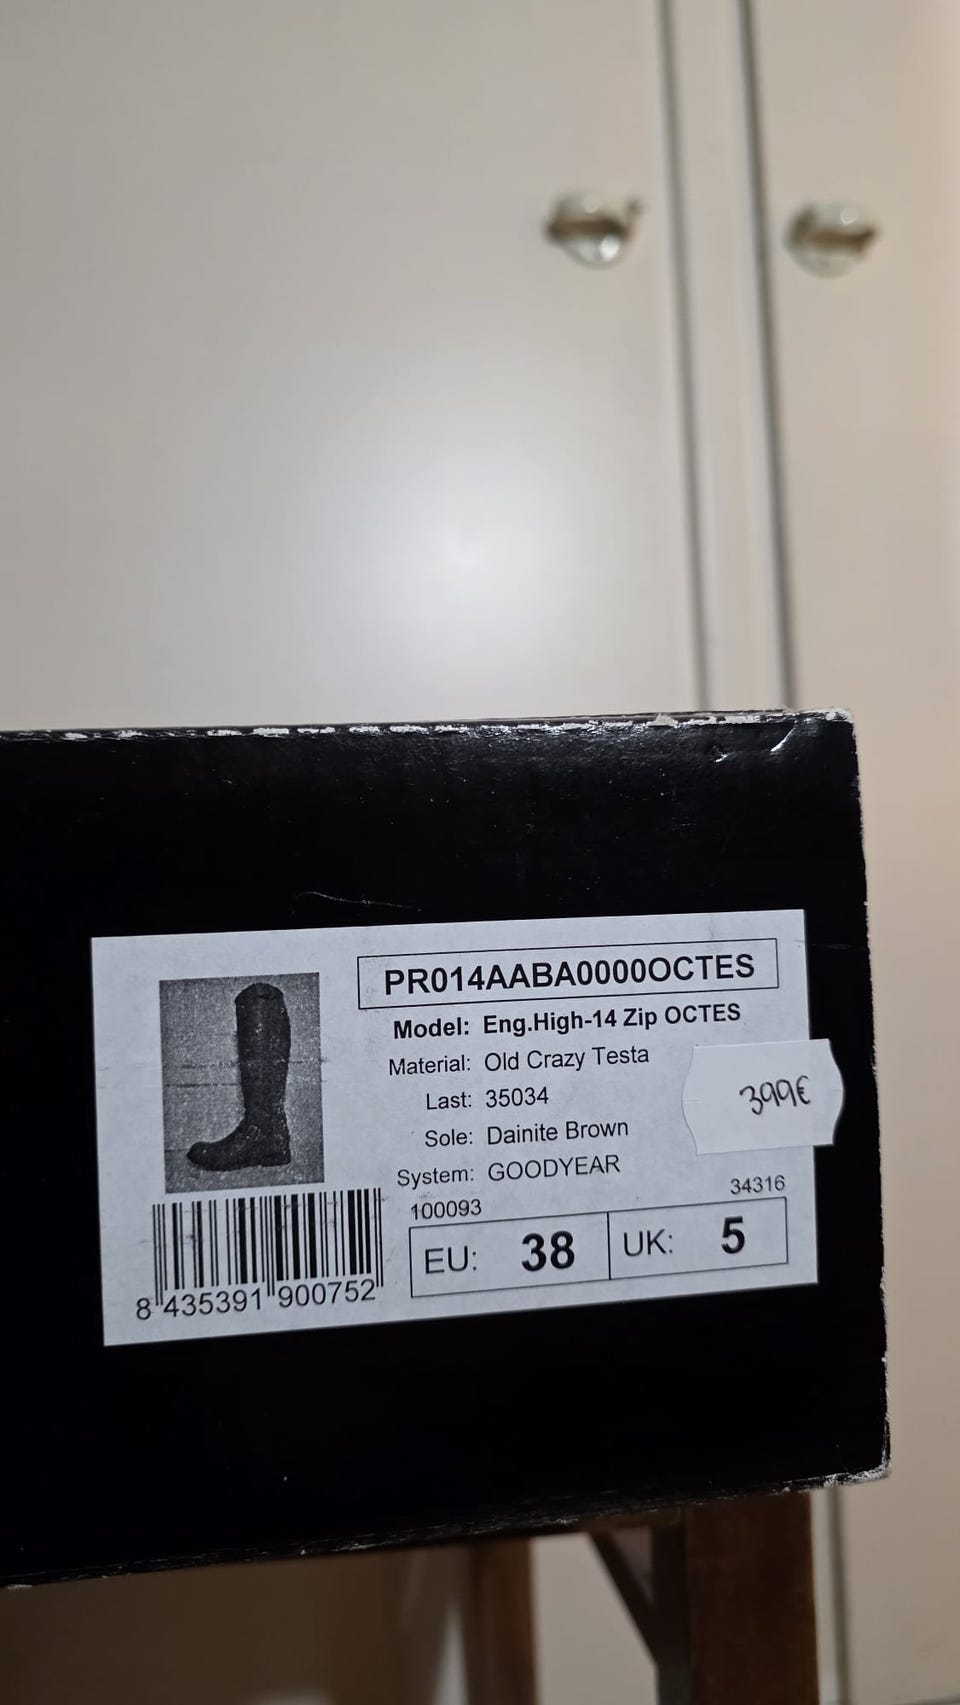 PR014AABA0000OCTES
Model: Eng.High-14 Zip OCTES
Material: Old Crazy Testa
Last: 35034
Sole: Dainite Brown
System: GOODYEAR
399€
100093
34316
EU: 38
UK: 5
8 435391 900752